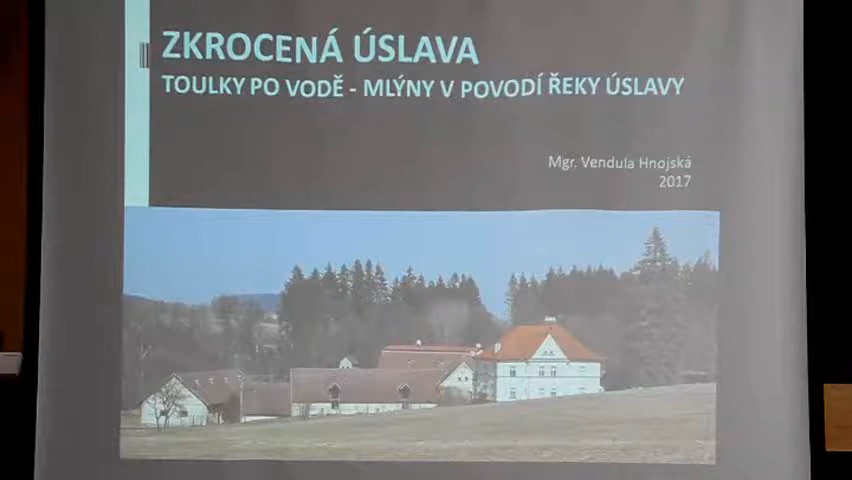 ZKROCENÁ ÚSLAVA
TOULKY PO VODĚ - MLÝNY V POVODÍ ŘEKY ÚSLAVY
Mgr. Vendula Hnojská
2017